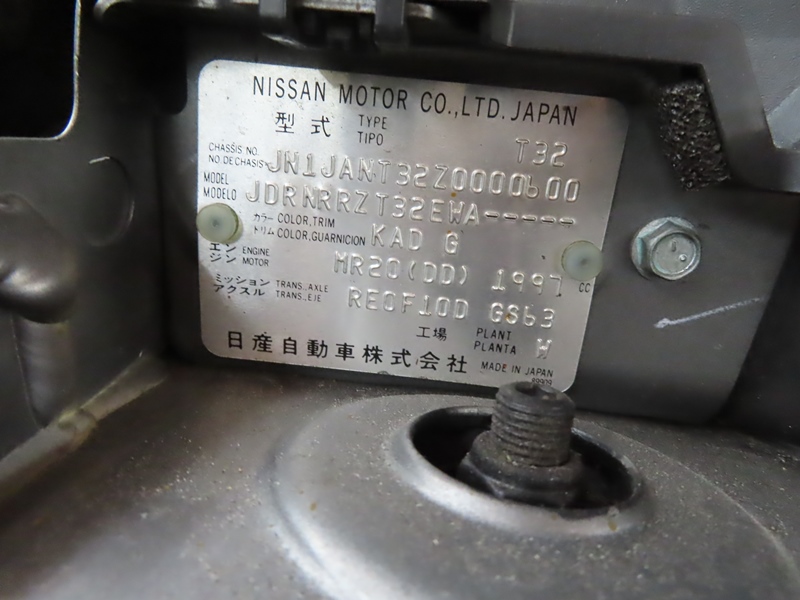 NISSAN MOTOR CO.,LTD. JAPAN
型式 TYPE TIPO T32
CHASSIS NO. NO DE CHASIS JN1JANT32Z0000600
MODEL MODELO JDRNRRZT32EWA-----
カラー COLOR,TRIM トリム COLOR,GUARNICION KAD G
エンジン ENGINE MOTOR MR20(DD) 1997 CC
ミッション アクスル TRANS.,AXLE TRANS.,EJE RE0F10D GS63
工場 PLANT PLANTA W
日産自動車株式会社 MADE IN JAPAN
89909